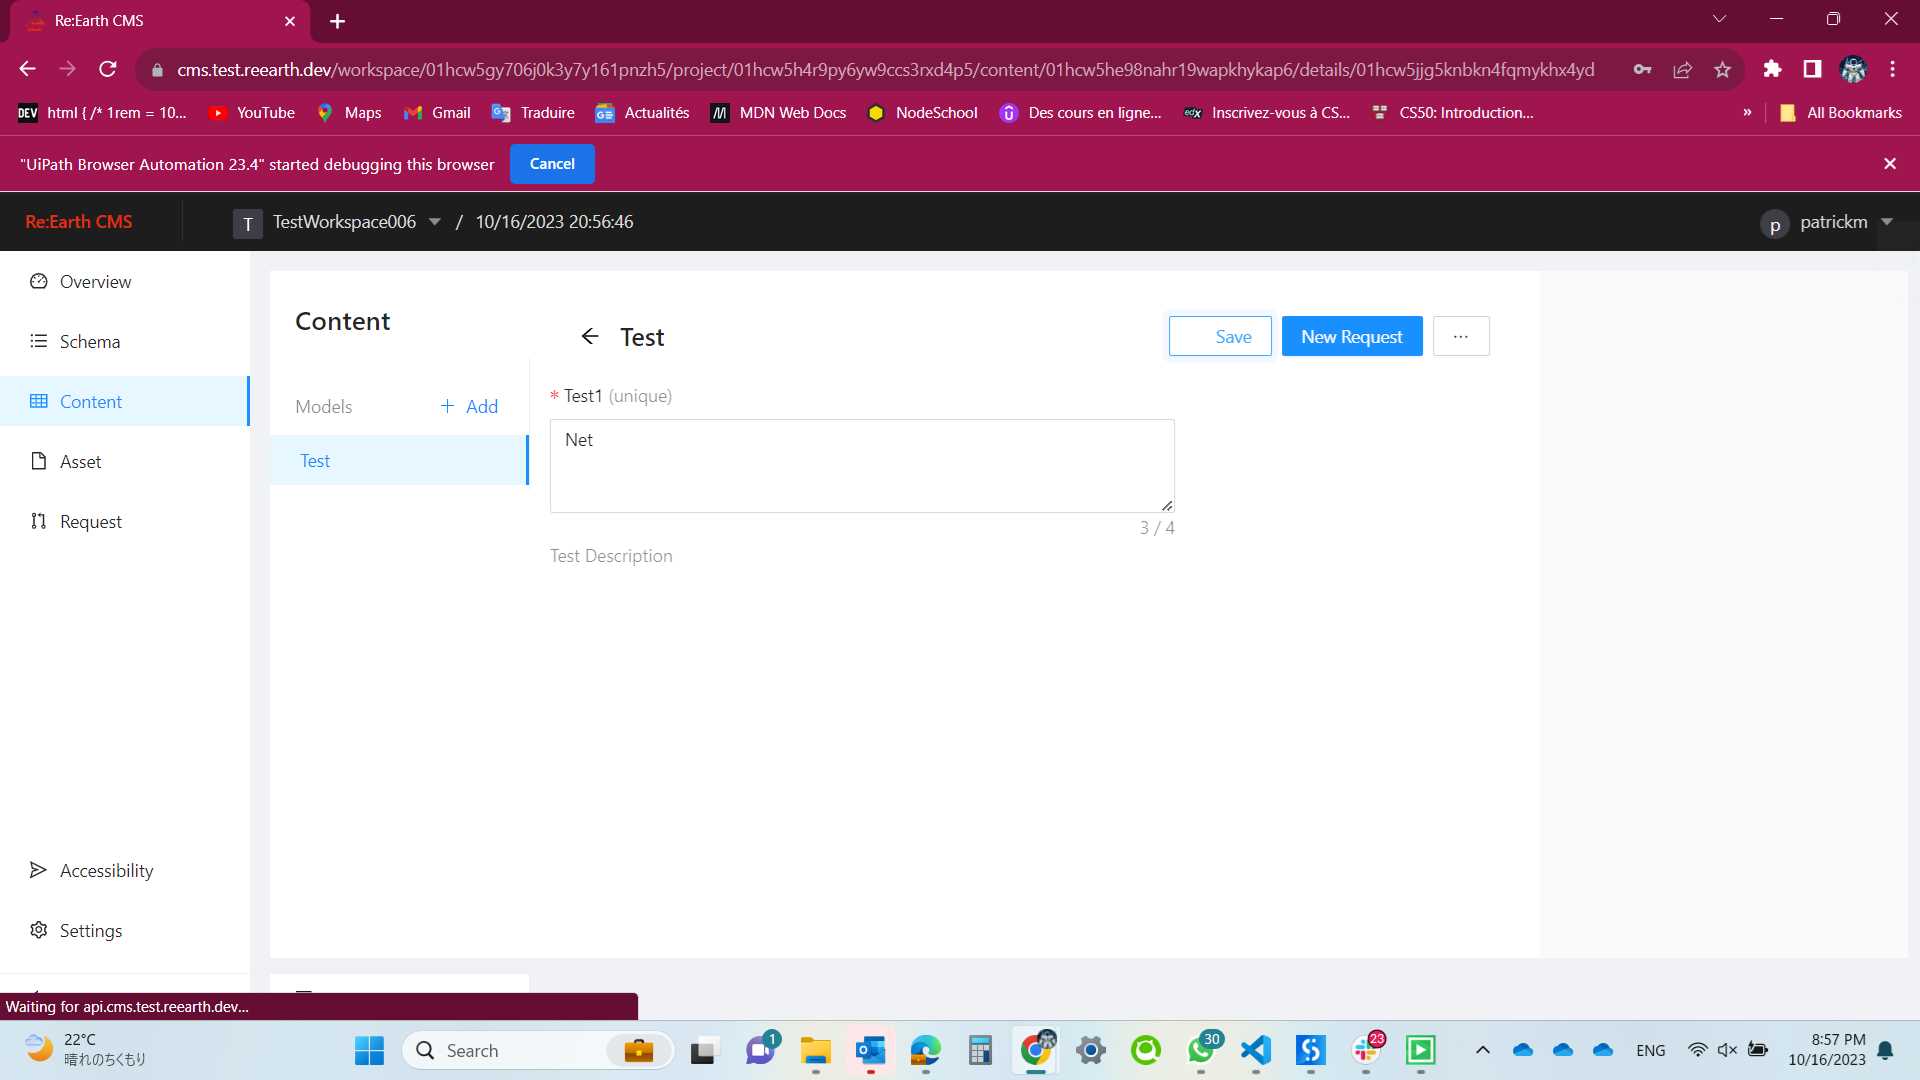 Re:Earth CMS
cms.test.reearth.dev/workspace/01hcw5gy706j0k3y7y161pnzh5/project/01hcw5h4r9py6yw9ccs3rxd4p5/content/01hcw5he98nahr19wapkhykap6/details/01hcw5jjg5knbkn4fqmykhx4yd
DEV html { /* 1rem = 10... YouTube Maps Gmail Traduire Actualités MDN Web Docs NodeSchool Des cours en ligne... edX Inscrivez-vous à CS... CS50: Introduction... » All Bookmarks
"UiPath Browser Automation 23.4" started debugging this browser Cancel
Re:Earth CMS T TestWorkspace006 / 10/16/2023 20:56:46 p patrickm
Overview
Schema
Content
Asset
Request
Accessibility
Settings
Content
Models + Add
Test
Test
Save New Request ...
* Test1 (unique)
Net
3 / 4
Test Description
Waiting for api.cms.test.reearth.dev...
22°C
晴れのちくもり
Search
1
30
23
ENG
8:57 PM
10/16/2023